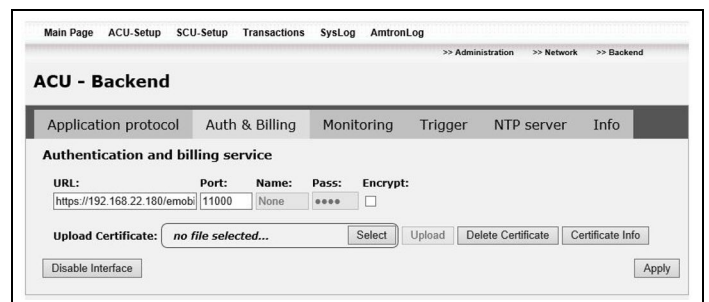 Main Page ACU-Setup SCU-Setup Transactions SysLog AmtronLog
>> Administration >> Network >> Backend
ACU - Backend
Application protocol Auth & Billing Monitoring Trigger NTP server Info
Authentication and billing service
URL: Port: Name: Pass: Encrypt:
https://192.168.22.180/emobi 11000 None ••••
Upload Certificate: no file selected... Select Upload Delete Certificate Certificate Info
Disable Interface Apply